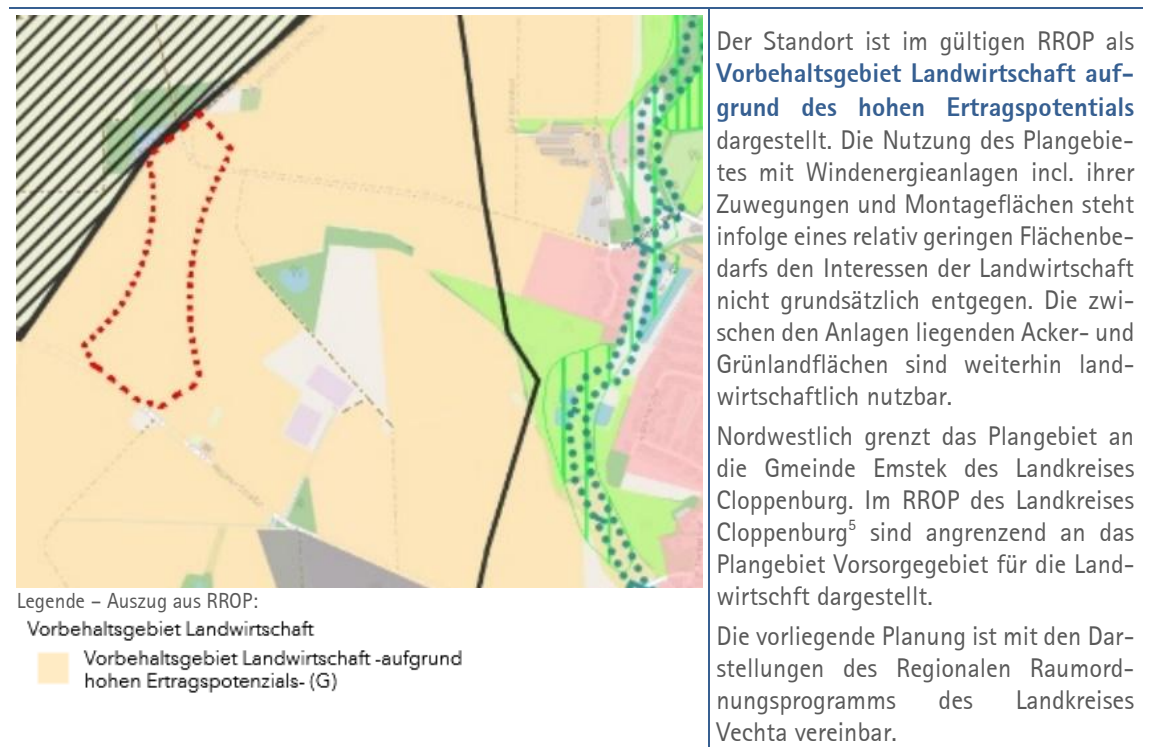 Der Standort ist im gültigen RROP als
Vorbehaltsgebiet Landwirtschaft auf-
grund des hohen Ertragspotentials
dargestellt. Die Nutzung des Plangebie-
tes mit Windenergieanlagen incl. ihrer
Zuwegungen und Montageflächen steht
infolge eines relativ geringen Flächenbe-
darfs den Interessen der Landwirtschaft
nicht grundsätzlich entgegen. Die zwi-
schen den Anlagen liegenden Acker- und
Grünlandflächen sind weiterhin land-
wirtschaftlich nutzbar.
Nordwestlich grenzt das Plangebiet an
die Gmeinde Emstek des Landkreises
Cloppenburg. Im RROP des Landkreises
Cloppenburg⁵ sind angrenzend an das
Plangebiet Vorsorgegebiet für die Land-
wirtschft dargestellt.
Die vorliegende Planung ist mit den Dar-
stellungen des Regionalen Raumord-
nungsprogramms des Landkreises
Vechta vereinbar.
Legende – Auszug aus RROP:
Vorbehaltsgebiet Landwirtschaft
Vorbehaltsgebiet Landwirtschaft -aufgrund
hohen Ertragspotenzials- (G)